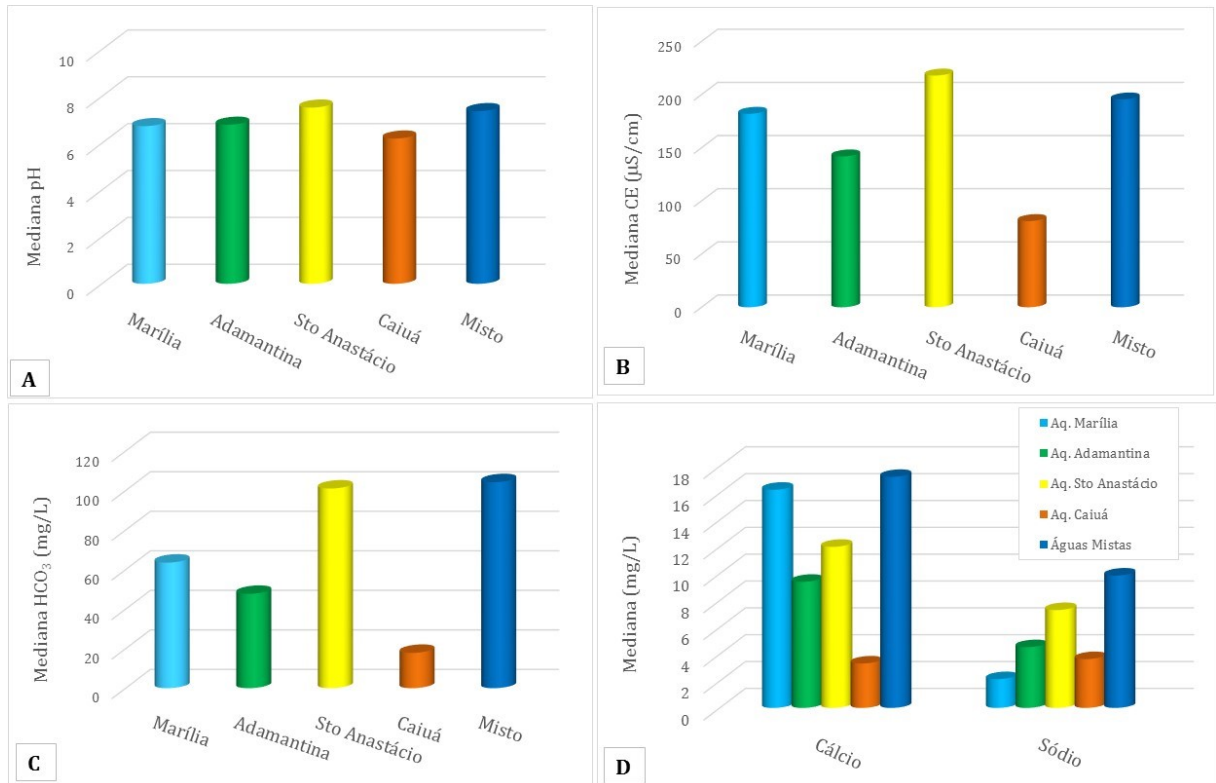 10
8
6
4
2
0
Mediana pH
Marília
Adamantina
Sto Anastácio
Caiuá
Misto
A
250
200
150
100
50
0
Mediana CE (µS/cm)
Marília
Adamantina
Sto Anastácio
Caiuá
Misto
B
120
100
80
60
40
20
0
Mediana HCO₃ (mg/L)
Marília
Adamantina
Sto Anastácio
Caiuá
Misto
C
18
16
14
12
10
8
6
4
2
0
Mediana (mg/L)
Aq. Marília
Aq. Adamantina
Aq. Sto Anastácio
Aq. Caiuá
Águas Mistas
Cálcio
Sódio
D